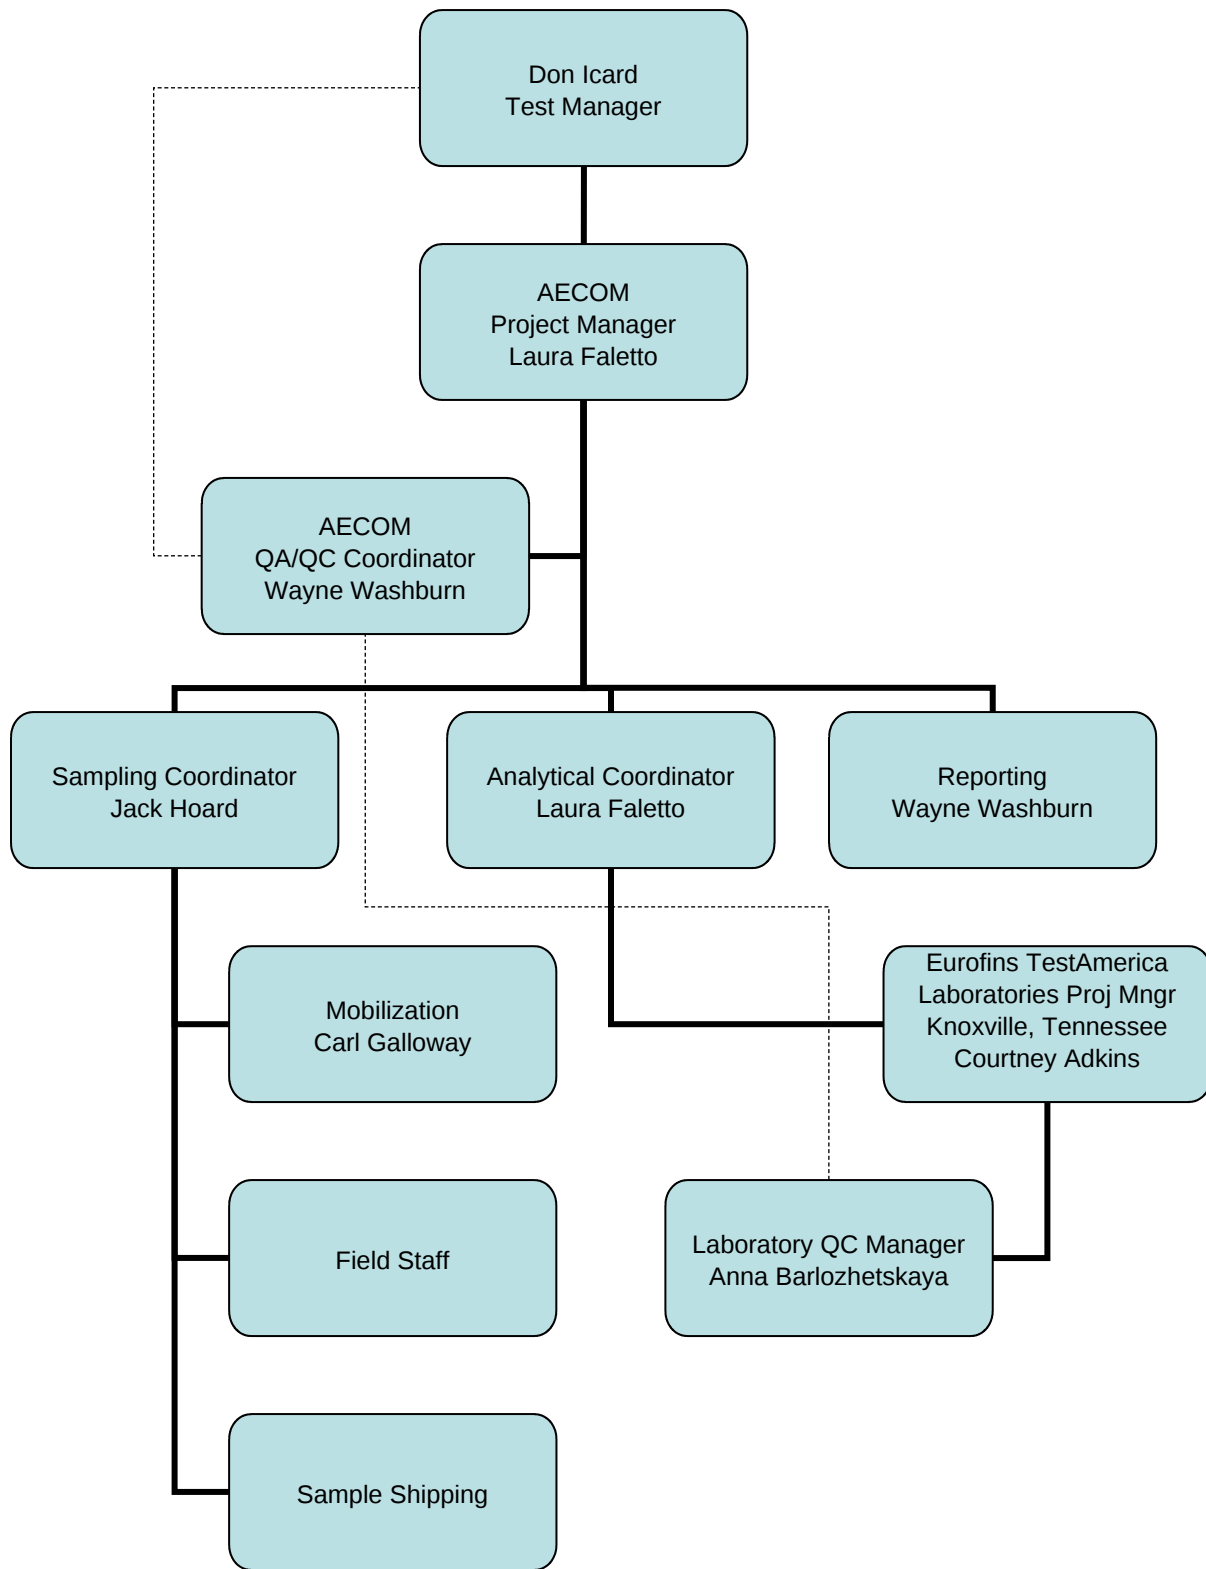 Don Icard
Test Manager
AECOM
Project Manager
Laura Faletto
AECOM
QA/QC Coordinator
Wayne Washburn
Sampling Coordinator
Jack Hoard
Analytical Coordinator
Laura Faletto
Reporting
Wayne Washburn
Mobilization
Carl Galloway
Eurofins TestAmerica
Laboratories Proj Mngr
Knoxville, Tennessee
Courtney Adkins
Field Staff
Laboratory QC Manager
Anna Barlozhetskaya
Sample Shipping